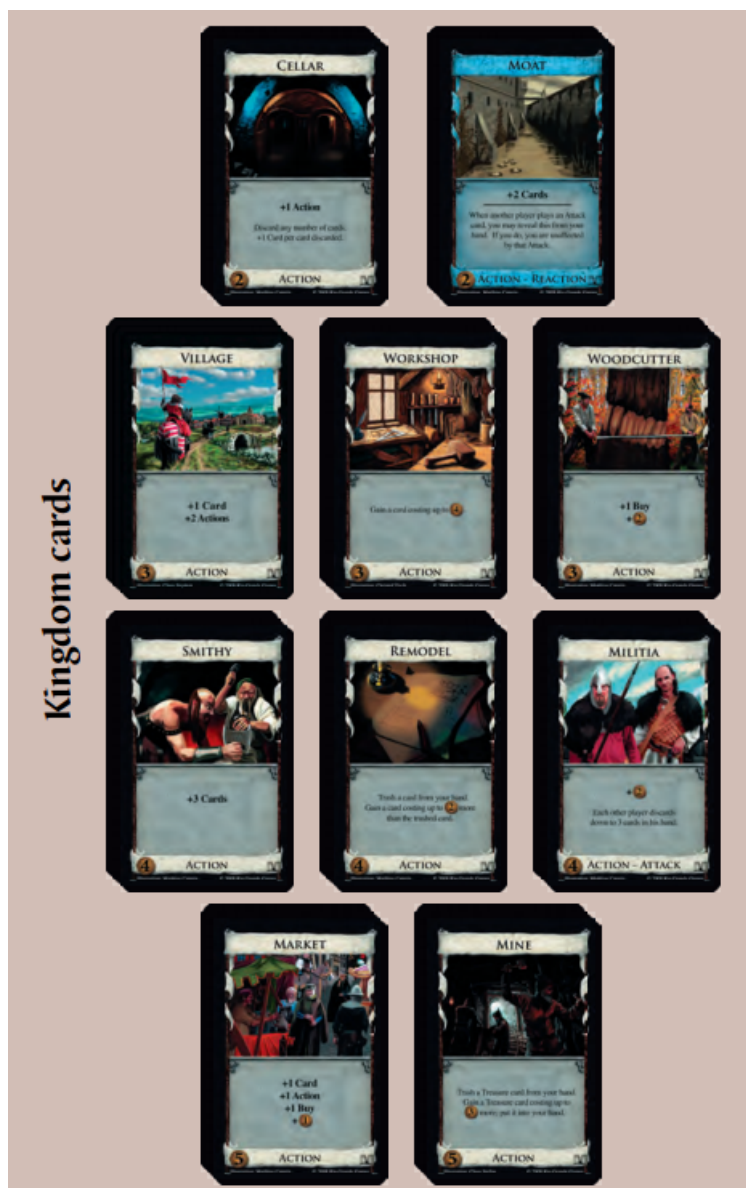 Kingdom cards
CELLAR
+1 Action
Discard any number of cards.
+1 Card per card discarded.
2 ACTION
MOAT
+2 Cards
When another player plays an Attack
card, you may reveal this from your
hand. If you do, you are unaffected
by that Attack.
2 ACTION - REACTION
VILLAGE
+1 Card
+2 Actions
3 ACTION
WORKSHOP
Gain a card costing up to 4.
3 ACTION
WOODCUTTER
+1 Buy
+2
3 ACTION
SMITHY
+3 Cards
4 ACTION
REMODEL
Trash a card from your hand.
Gain a card costing up to 2 more
than the trashed card.
4 ACTION
MILITIA
+2
Each other player discards
down to 3 cards in his hand.
4 ACTION - ATTACK
MARKET
+1 Card
+1 Action
+1 Buy
+1
5 ACTION
MINE
Trash a Treasure card from your hand.
Gain a Treasure card costing up to
3 more; put it into your hand.
5 ACTION